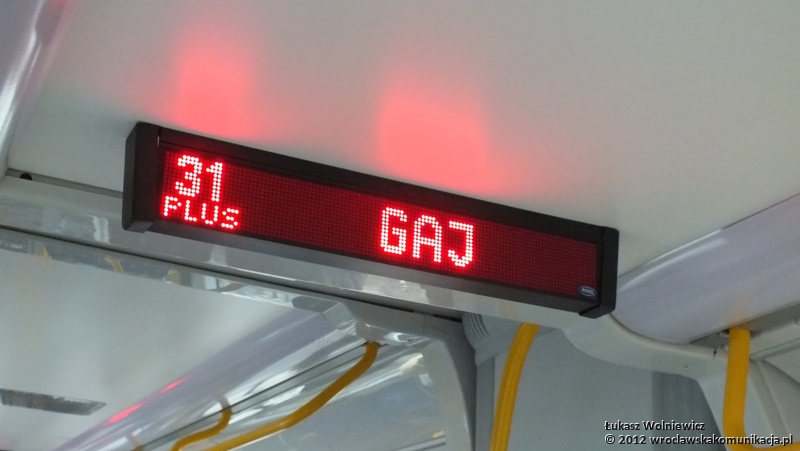 31
PLUS
GAJ
Łukasz Wolniewicz
© 2012 wroclawskakomunikacja.pl